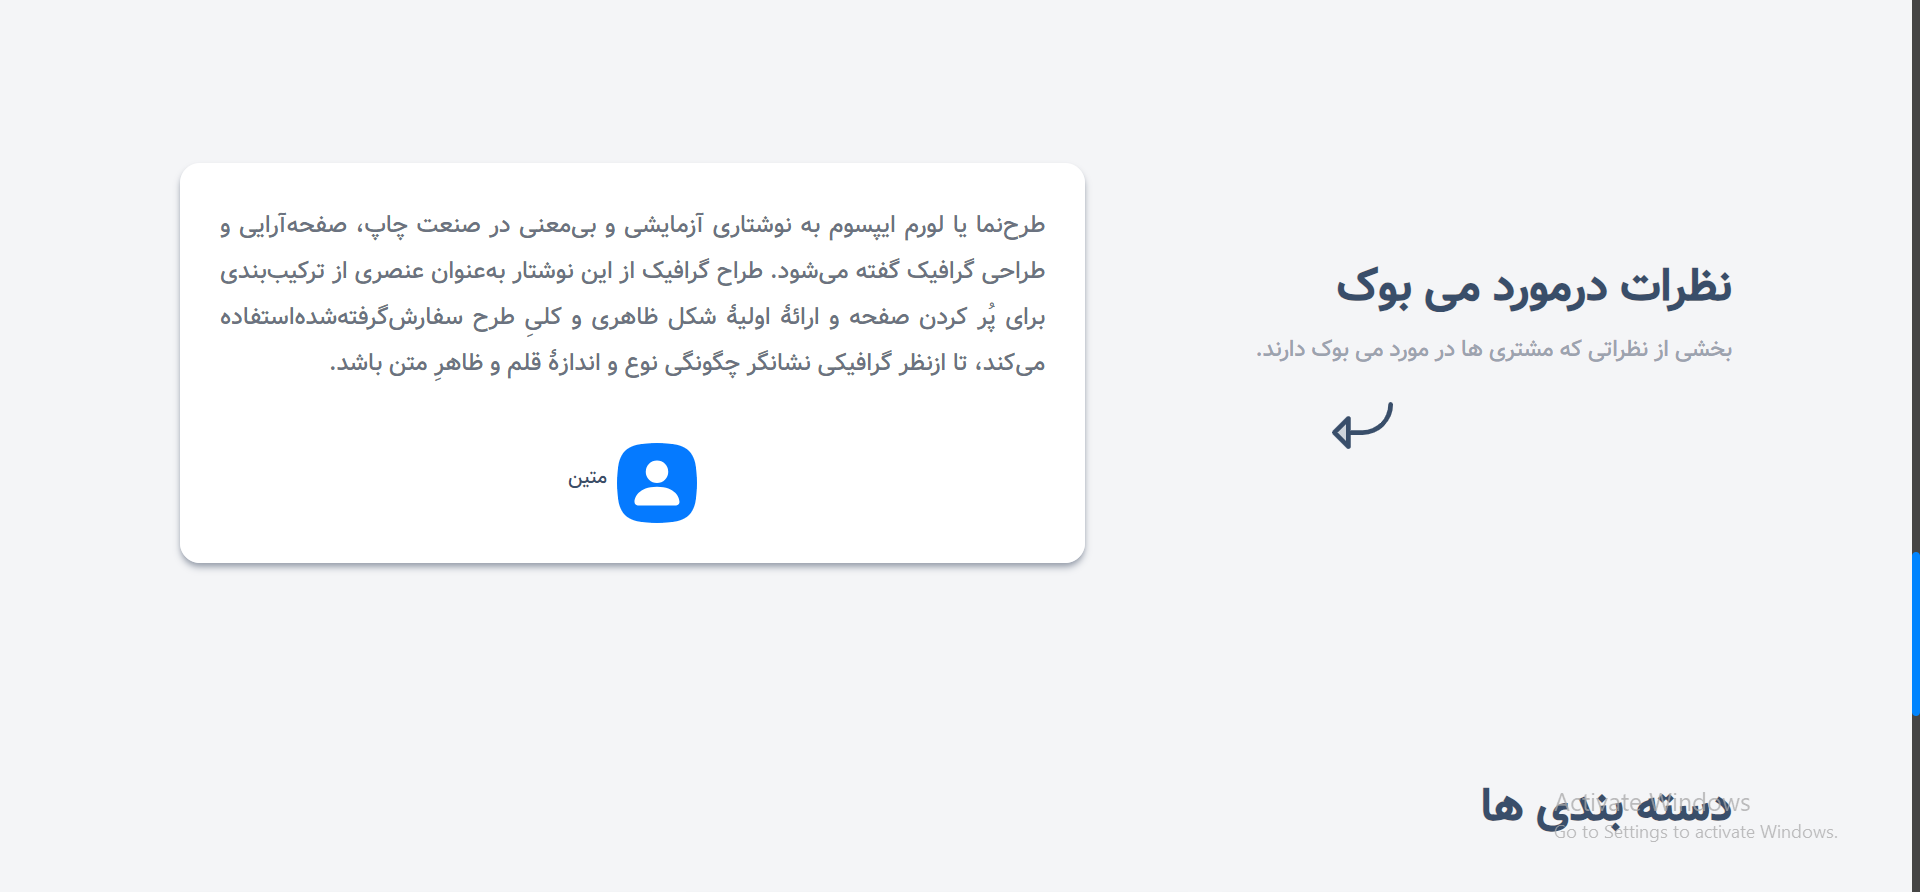 نظرات درمورد می بوک
بخشی از نظراتی که مشتری ها در مورد می بوک دارند.
طرح‌نما یا لورم ایپسوم به نوشتاری آزمایشی و بی‌معنی در صنعت چاپ، صفحه‌آرایی و
طراحی گرافیک گفته می‌شود. طراح گرافیک از این نوشتار به‌عنوان عنصری از ترکیب‌بندی
برای پُر کردن صفحه و ارائهٔ اولیهٔ شکل ظاهری و کلیِ طرح سفارش‌گرفته‌شده‌استفاده
می‌کند، تا ازنظر گرافیکی نشانگر چگونگی نوع و اندازهٔ قلم و ظاهرِ متن باشد.
متین
دسته بندی ها
Activate Windows
Go to Settings to activate Windows.